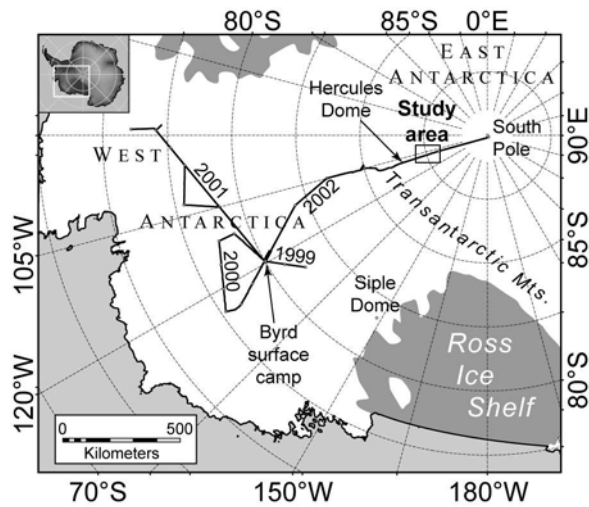 80°S
85°S
0°E
EAST
ANTARCTICA
Hercules
Dome
Study
area
South
Pole
90°E
WEST
ANTARCTICA
2001
2002
1999
2000
Transantarctic Mts.
85°S
105°W
Siple
Dome
Byrd
surface
camp
Ross
Ice
Shelf
80°S
120°W
0
500
Kilometers
70°S
150°W
180°W